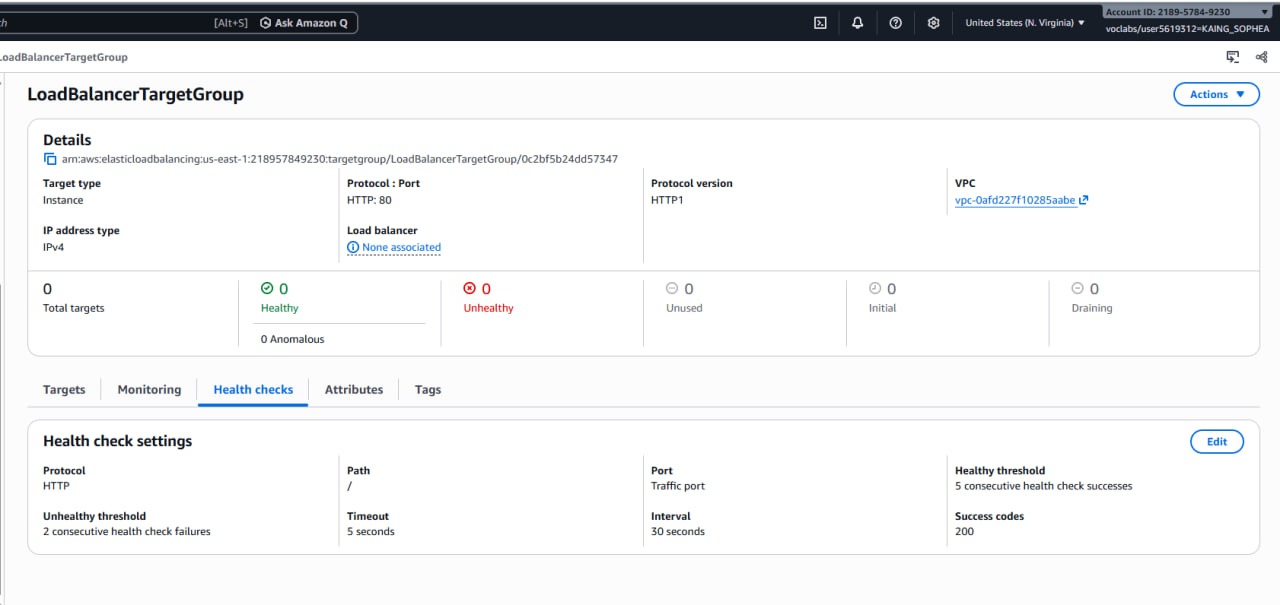 [Alt+S] Ask Amazon Q United States (N. Virginia) Account ID: 2189-5784-9230
voclabs/user5619312=KAING_SOPHEA
LoadBalancerTargetGroup
LoadBalancerTargetGroup
Actions
Details
arn:aws:elasticloadbalancing:us-east-1:218957849230:targetgroup/LoadBalancerTargetGroup/0c2bf5b24dd57347
Target type Protocol : Port Protocol version VPC
Instance HTTP: 80 HTTP1 vpc-0afd227f10285aabe
IP address type Load balancer
IPv4 None associated
0 0 0 0 0 0
Total targets Healthy Unhealthy Unused Initial Draining
0 Anomalous
Targets Monitoring Health checks Attributes Tags
Health check settings Edit
Protocol Path Port Healthy threshold
HTTP / Traffic port 5 consecutive health check successes
Unhealthy threshold Timeout Interval Success codes
2 consecutive health check failures 5 seconds 30 seconds 200